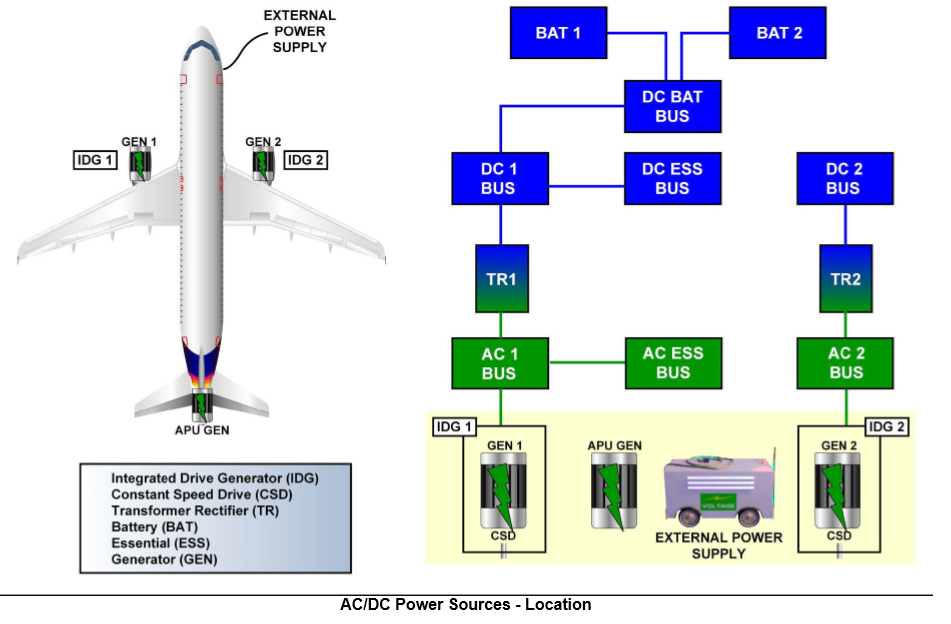 EXTERNAL
POWER
SUPPLY
GEN 1
GEN 2
IDG 1
IDG 2
APU GEN
Integrated Drive Generator (IDG)
Constant Speed Drive (CSD)
Transformer Rectifier (TR)
Battery (BAT)
Essential (ESS)
Generator (GEN)
BAT 1
BAT 2
DC BAT
BUS
DC 1
BUS
DC ESS
BUS
DC 2
BUS
TR1
TR2
AC 1
BUS
AC ESS
BUS
AC 2
BUS
IDG 1
GEN 1
CSD
APU GEN
VOLTAGE
EXTERNAL POWER
SUPPLY
IDG 2
GEN 2
CSD
AC/DC Power Sources - Location